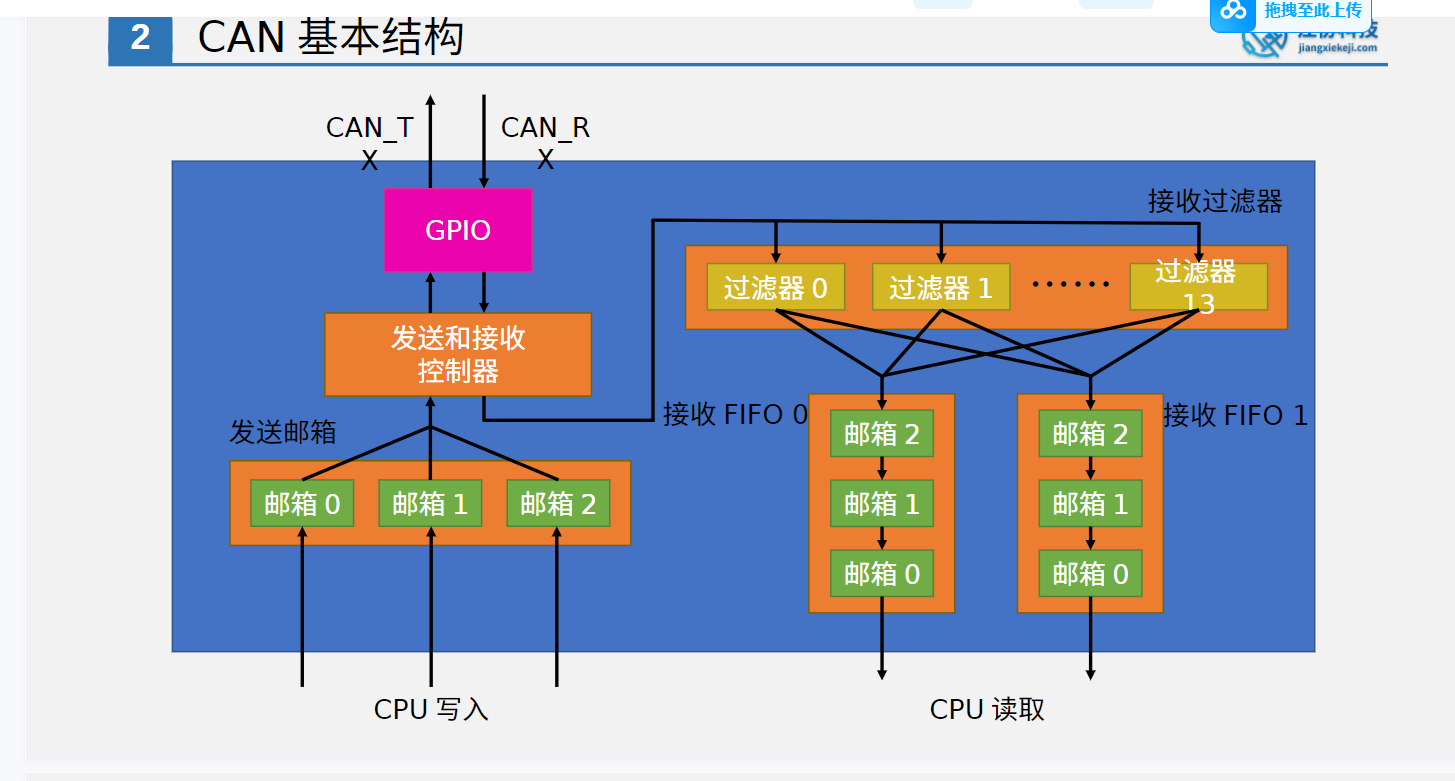 拖拽至此上传
2
CAN 基本结构
jiangxiekeji.com
CAN_T
X
CAN_R
X
接收过滤器
GPIO
过滤器 0
过滤器 1
······
过滤器
13
发送和接收
控制器
接收 FIFO 0
接收 FIFO 1
发送邮箱
邮箱 2
邮箱 2
邮箱 0
邮箱 1
邮箱 2
邮箱 1
邮箱 1
邮箱 0
邮箱 0
CPU 写入
CPU 读取